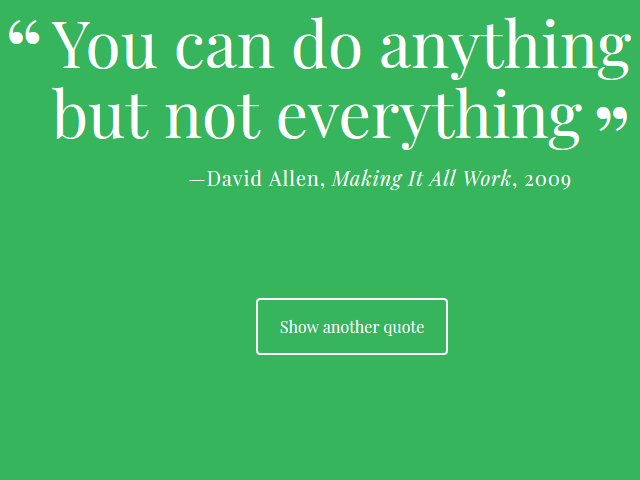 “ You can do anything
but not everything ”
—David Allen, Making It All Work, 2009
Show another quote